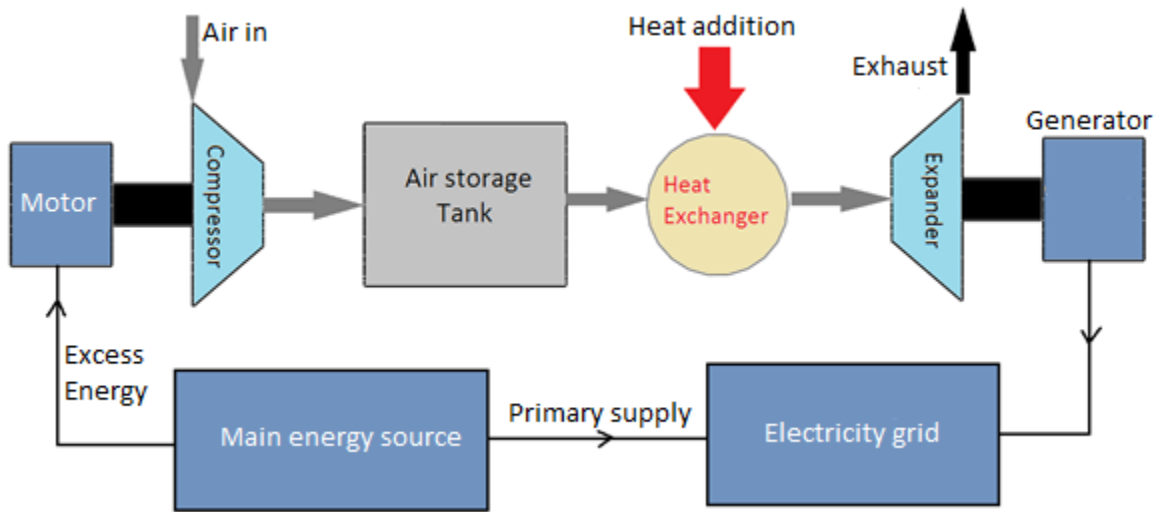 Air in
Heat addition
Exhaust
Generator
Motor
Compressor
Air storage
Tank
Heat
Exchanger
Expander
Excess
Energy
Main energy source
Primary supply
Electricity grid